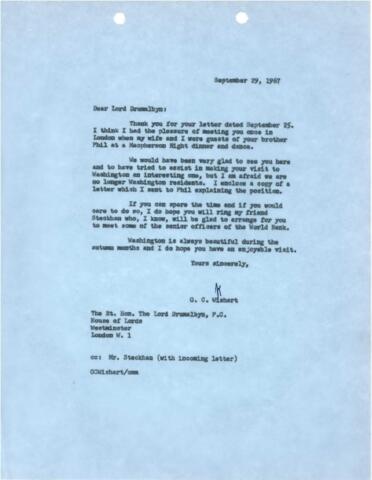 September 29, 1967
Dear Lord Drumalbyn:
Thank you for your letter dated September 25.
I think I had the pleasure of meeting you once in
London when my wife and I were guests of your brother
Phil at a Macpherson Night dinner and dance.
We would have been very glad to see you here
and to have tried to assist in making your visit to
Washington an interesting one, but I am afraid we are
no longer Washington residents. I enclose a copy of a
letter which I sent to Phil explaining the position.
If you can spare the time and if you would
care to do so, I do hope you will ring my friend
Steckhan who, I know, will be glad to arrange for you
to meet some of the senior officers of the World Bank.
Washington is always beautiful during the
autumn months and I do hope you have an enjoyable visit.
Yours sincerely,
G. C. Wishart
The Rt. Hon. The Lord Drumalbyn, P.C.
House of Lords
Westminster
London W. 1
cc: Mr. Steckhan (with incoming letter)
GCWishart/